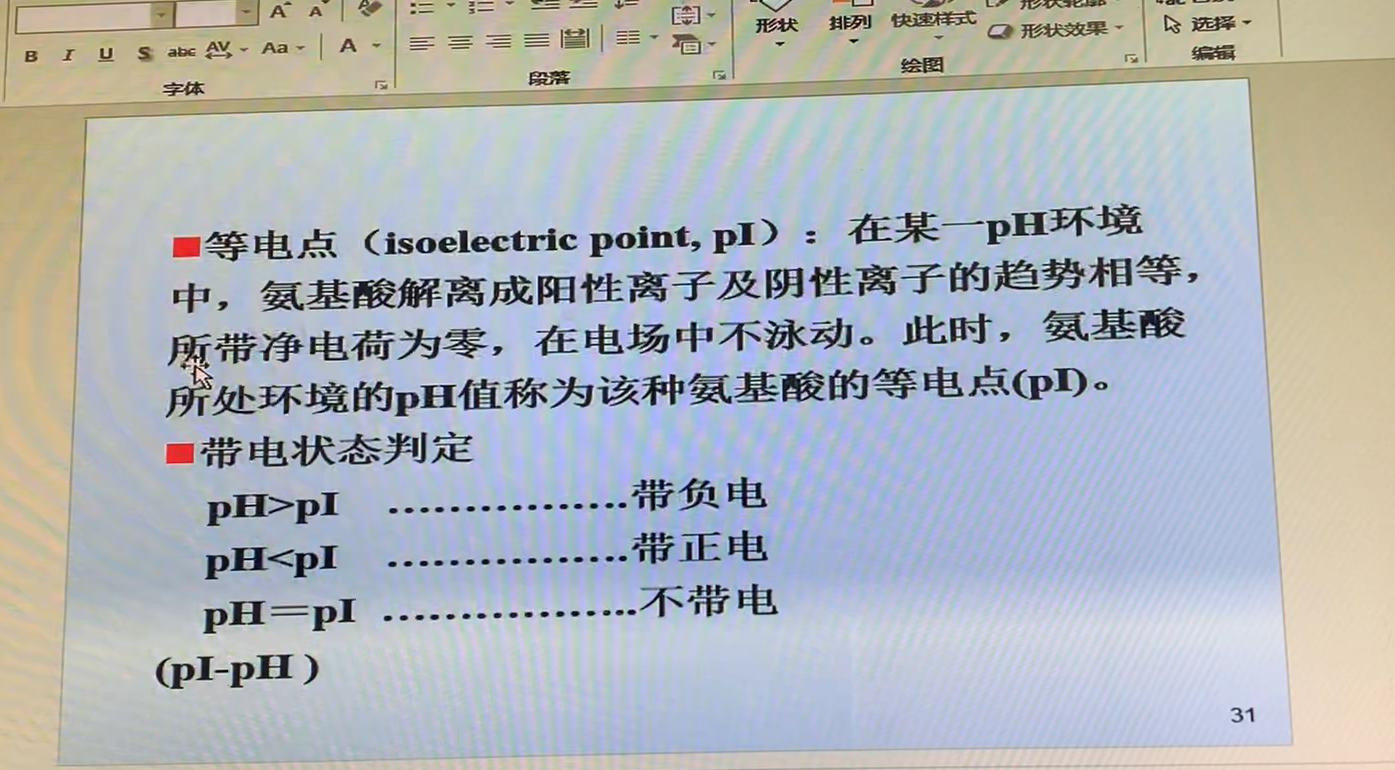 A A
形状 排列 快速样式
形状效果
选择
B I U S abc AV Aa A
字体 段落 绘图 编辑
■等电点（isoelectric point, pI）：在某一pH环境
中，氨基酸解离成阳性离子及阴性离子的趋势相等，
所带净电荷为零，在电场中不泳动。此时，氨基酸
所处环境的pH值称为该种氨基酸的等电点(pI)。
■带电状态判定
pH>pI ................带负电
pH<pI ................带正电
pH＝pI .................不带电
(pI-pH )
31